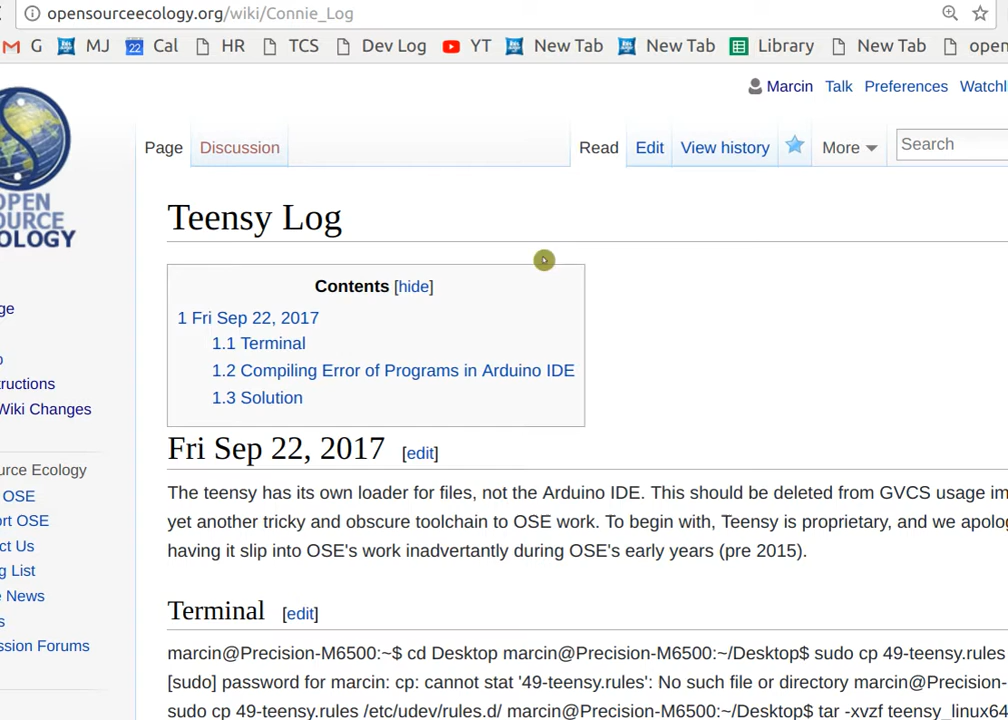 opensourceecology.org/wiki/Connie_Log
G MJ 22 Cal HR TCS Dev Log YT New Tab New Tab Library New Tab open
Marcin Talk Preferences Watchl
Page Discussion Read Edit View history More Search
OPEN
OURCE
COLOGY
Teensy Log
Contents [hide]
1 Fri Sep 22, 2017
1.1 Terminal
1.2 Compiling Error of Programs in Arduino IDE
1.3 Solution
ge
o
tructions
Wiki Changes
urce Ecology
OSE
ort OSE
ct Us
g List
e News
s
ssion Forums
Fri Sep 22, 2017 [edit]
The teensy has its own loader for files, not the Arduino IDE. This should be deleted from GVCS usage im
yet another tricky and obscure toolchain to OSE work. To begin with, Teensy is proprietary, and we apolog
having it slip into OSE's work inadvertantly during OSE's early years (pre 2015).
Terminal [edit]
marcin@Precision-M6500:~$ cd Desktop marcin@Precision-M6500:~/Desktop$ sudo cp 49-teensy.rules
[sudo] password for marcin: cp: cannot stat '49-teensy.rules': No such file or directory marcin@Precision-
sudo cp 49-teensy.rules /etc/udev/rules.d/ marcin@Precision-M6500:~/Desktop$ tar -xvzf teensy_linux6